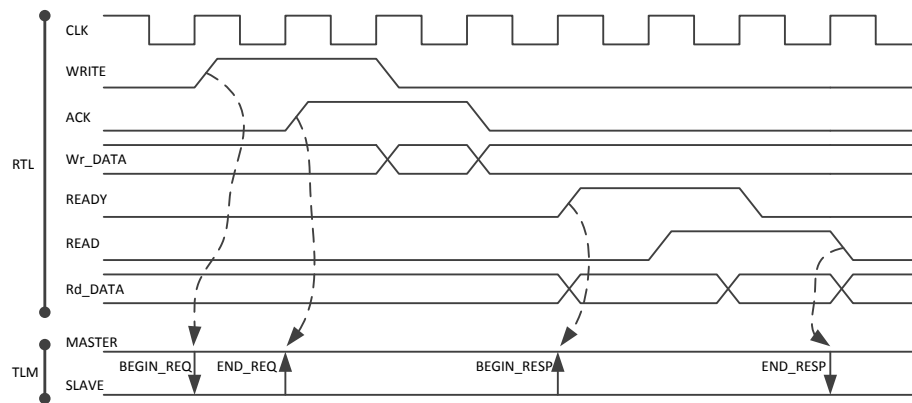 CLK
WRITE
ACK
Wr_DATA
RTL
READY
READ
Rd_DATA
MASTER
BEGIN_REQ END_REQ BEGIN_RESP END_RESP
TLM
SLAVE